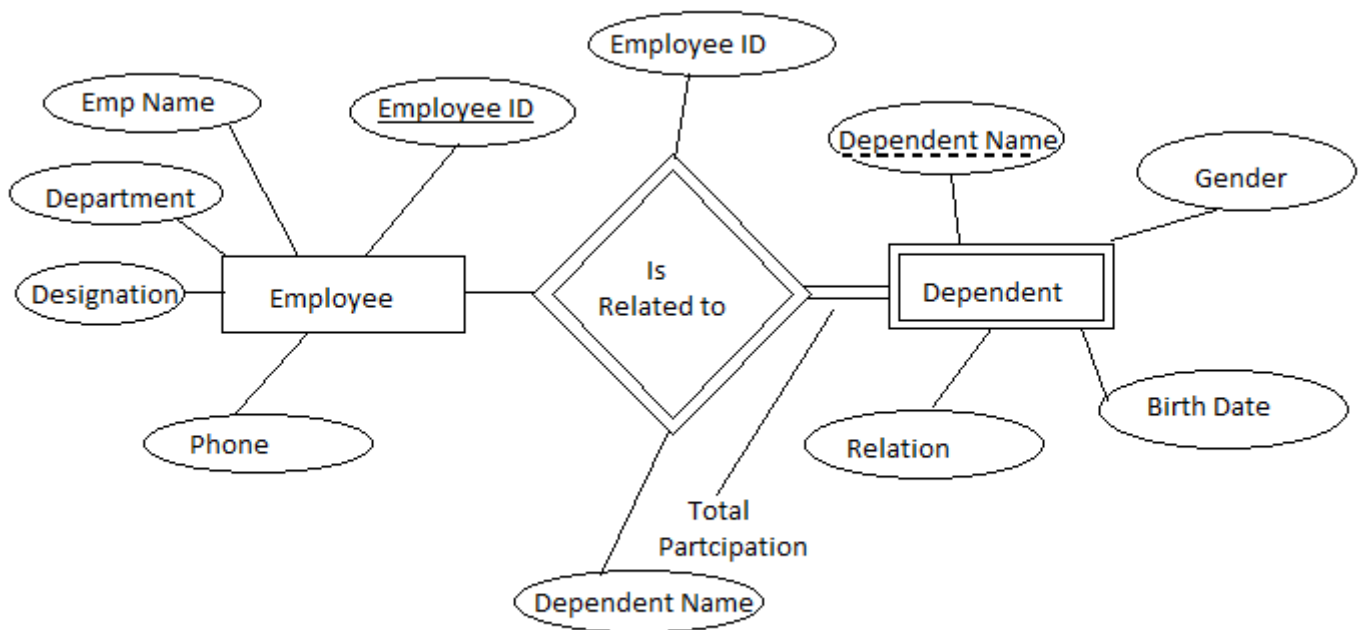 Employee ID
Emp Name
Employee ID
Dependent Name
Gender
Department
Designation
Employee
Is
Related to
Dependent
Phone
Relation
Birth Date
Total
Partcipation
Dependent Name